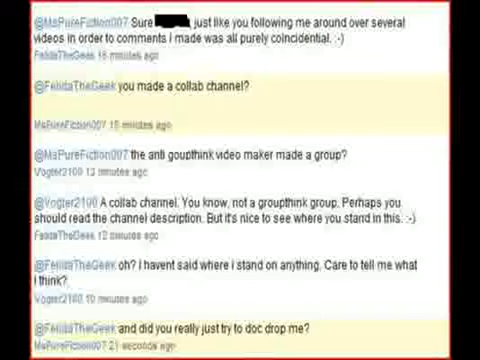 @MsPureFiction007 Sure , just like you following me around over several
videos in order to comments i made was all purely coincidential. :-)
FelidaTheGeek 16 minutes ago
@FelidaTheGeek you made a collab channel?
MsPureFiction007 15 minutes ago
@MsPureFiction007 the anti goupthink video maker made a group?
Vogter2100 13 minutes ago
@Vogter2100 A collab channel. You know, not a groupthink group. Perhaps you
should read the channel description. But it's nice to see where you stand in this. :-)
FelidaTheGeek 12 minutes ago
@FelidaTheGeek oh? I havent said where i stand on anything. Care to tell me what
i think?
Vogter2100 10 minutes ago
@FelidaTheGeek and did you really just try to doc drop me?
MsPureFiction007 21 seconds ago